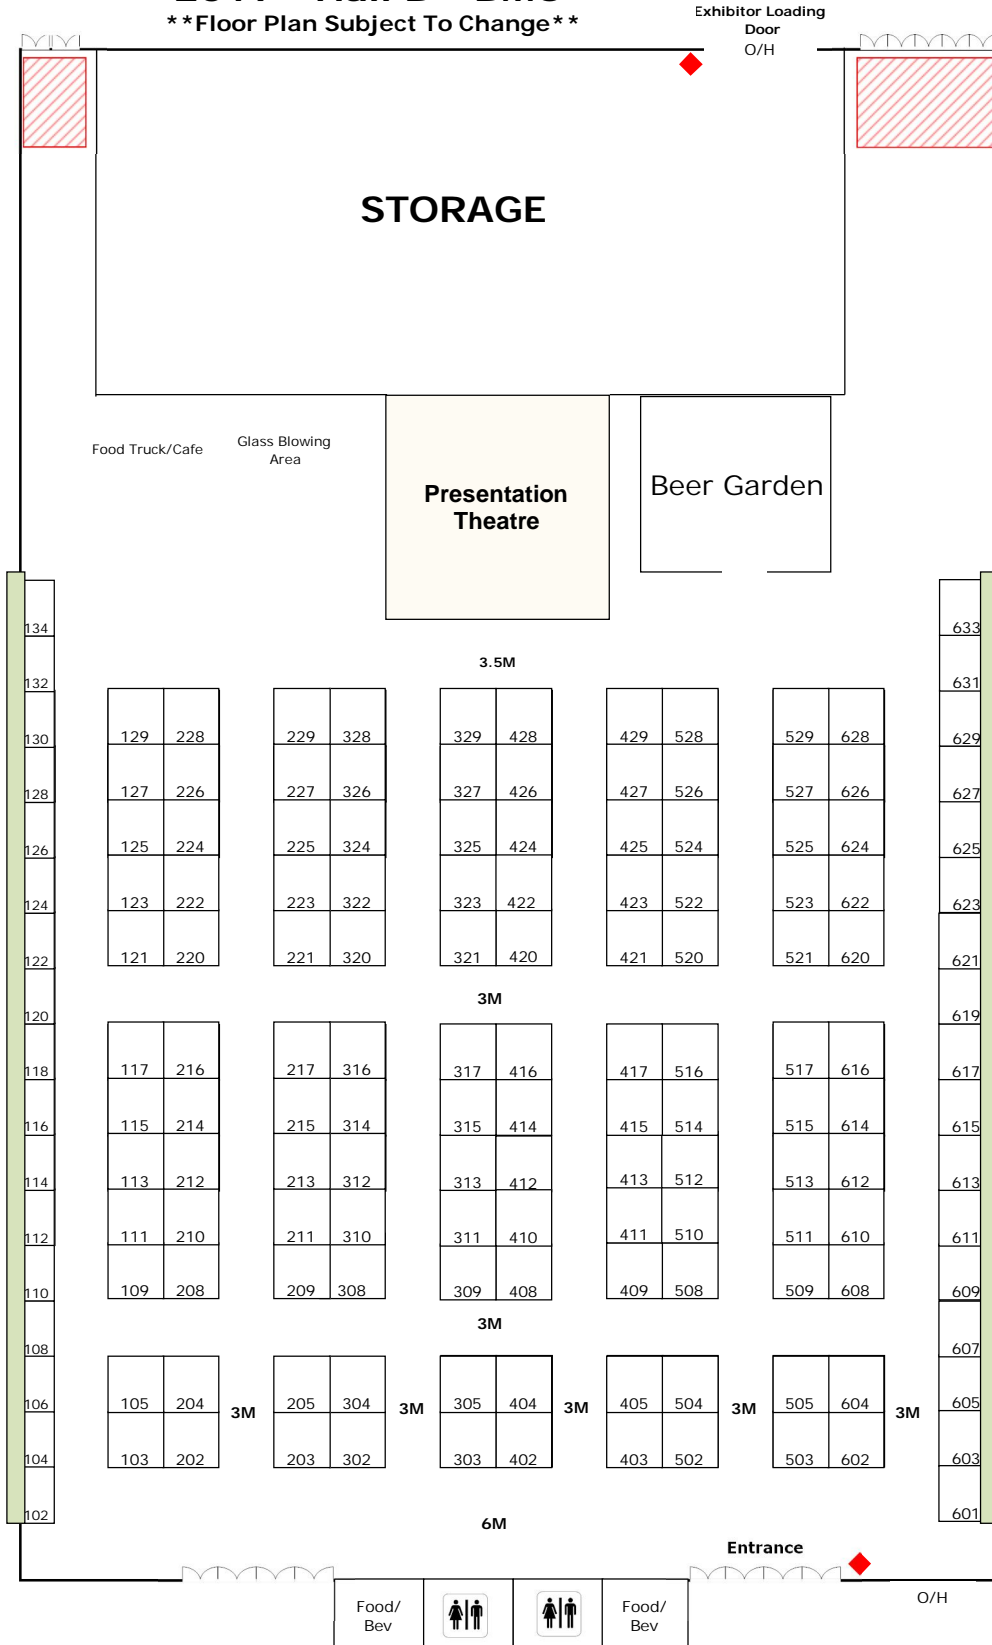 **Floor Plan Subject To Change**
Exhibitor Loading
Door
O/H
STORAGE
Food Truck/Cafe
Glass Blowing
Area
Presentation
Theatre
Beer Garden
134 633
3.5M
132 631
130 129 228 229 328 329 428 429 528 529 628 629
128 127 226 227 326 327 426 427 526 527 626 627
126 125 224 225 324 325 424 425 524 525 624 625
124 123 222 223 322 323 422 423 522 523 622 623
122 121 220 221 320 321 420 421 520 521 620 621
3M
120 619
118 117 216 217 316 317 416 417 516 517 616 617
116 115 214 215 314 315 414 415 514 515 614 615
114 113 212 213 312 313 412 413 512 513 612 613
112 111 210 211 310 311 410 411 510 511 610 611
110 109 208 209 308 309 408 409 508 509 608 609
3M
108 607
106 105 204 3M 205 304 3M 305 404 3M 405 504 3M 505 604 3M 605
104 103 202 203 302 303 402 403 502 503 602 603
102 601
6M
Entrance
O/H
Food/
Bev
Food/
Bev